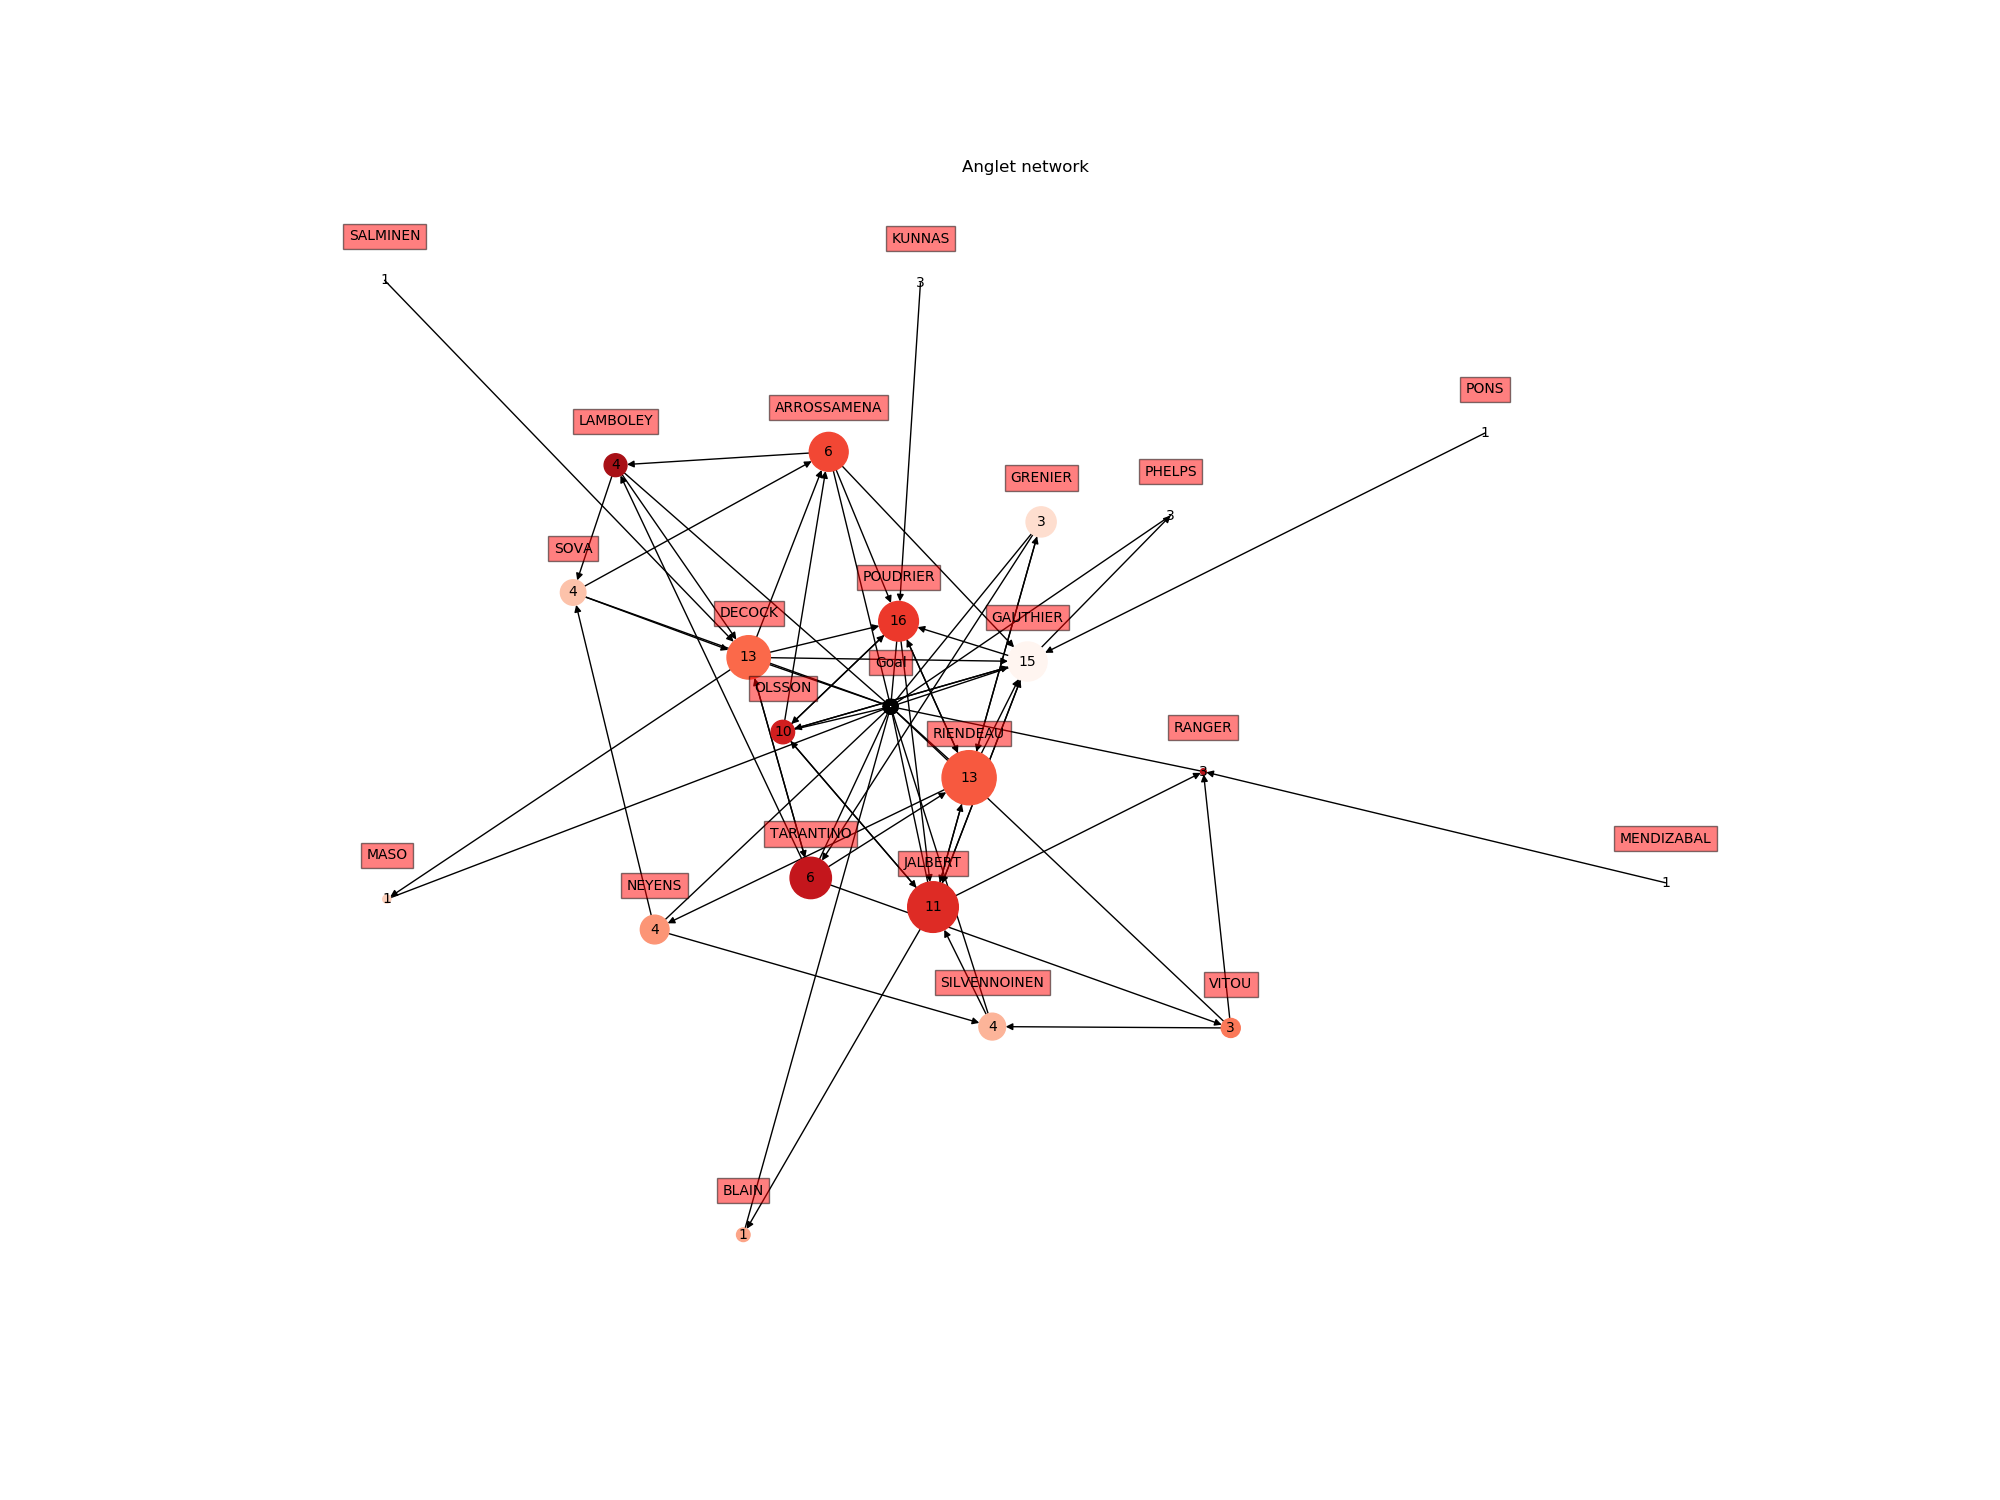 Anglet network
SALMINEN
KUNNAS
1
3
PONS
ARROSSAMENA
LAMBOLEY
1
6
4
PHELPS
GRENIER
3
3
SOVA
POUDRIER
4
DECOCK
GAUTHIER
16
13
Goal
15
OLSSON
RANGER
10
RIENDEAU
13
TARANTINO
MENDIZABAL
MASO
JALBERT
6
1
NEYENS
1
11
4
SILVENNOINEN
VITOU
4
3
BLAIN
1